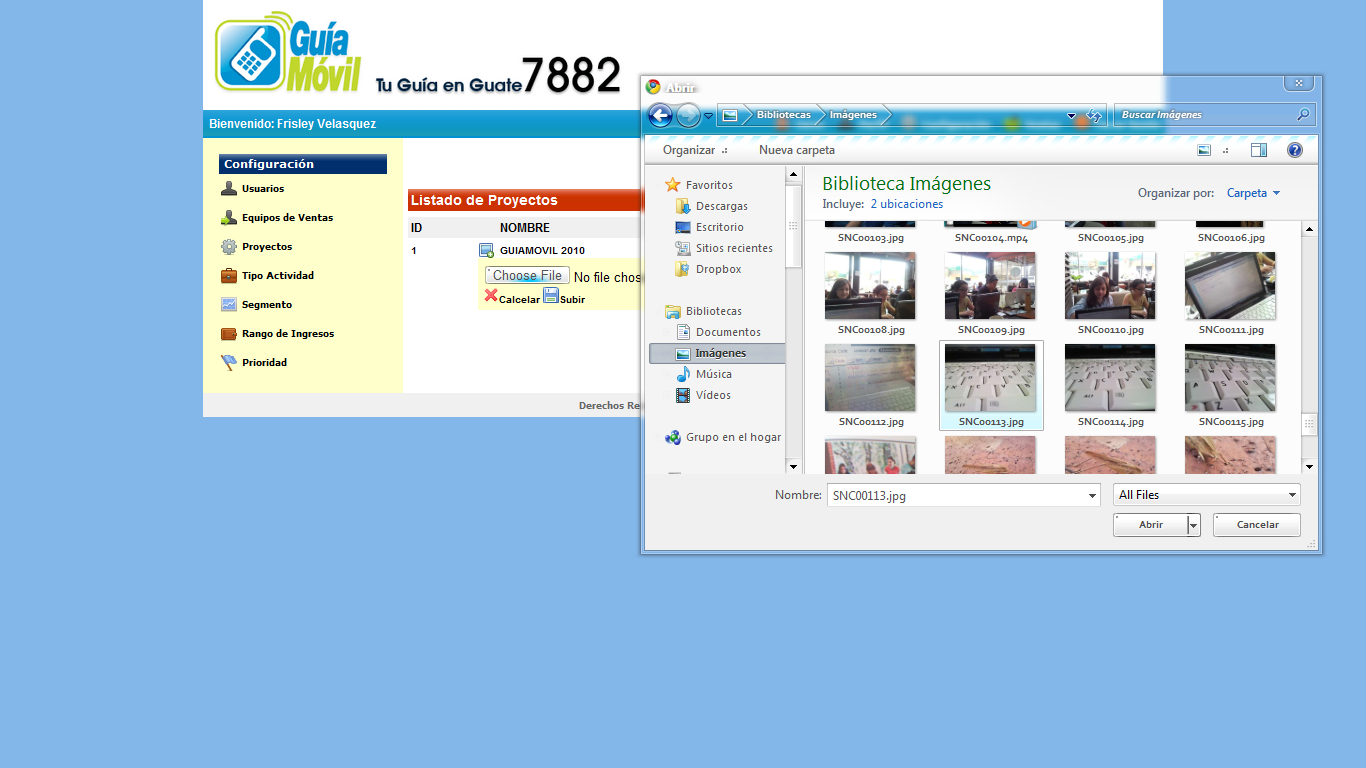 Guía
Móvil
Tu Guía en Guate 7882
Bienvenido: Frisley Velasquez
Configuración
Usuarios
Equipos de Ventas
Proyectos
Tipo Actividad
Segmento
Rango de Ingresos
Prioridad
Listado de Proyectos
ID NOMBRE
1 GUIAMOVIL 2010
Choose File No file chos
Calcelar Subir
Derechos Re
Abrir
Bibliotecas Imágenes
Buscar Imágenes
Organizar
Nueva carpeta
Favoritos
Descargas
Escritorio
Sitios recientes
Dropbox
Bibliotecas
Documentos
Imágenes
Música
Vídeos
Grupo en el hogar
Biblioteca Imágenes
Incluye: 2 ubicaciones
Organizar por: Carpeta
SNC00103.jpg SNC00104.mp4 SNC00105.jpg SNC00106.jpg
SNC00108.jpg SNC00109.jpg SNC00110.jpg SNC00111.jpg
SNC00112.jpg SNC00113.jpg SNC00114.jpg SNC00115.jpg
Nombre: SNC00113.jpg
All Files
Abrir
Cancelar